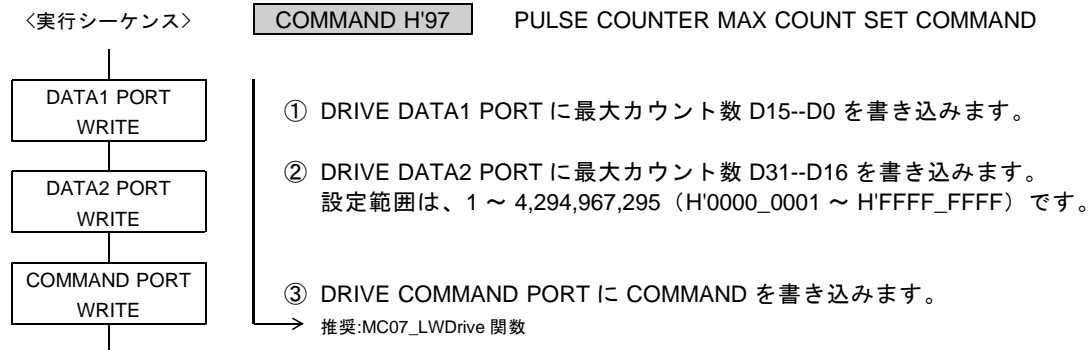 <実行シーケンス> COMMAND H'97 PULSE COUNTER MAX COUNT SET COMMAND
DATA1 PORT
WRITE
① DRIVE DATA1 PORT に最大カウント数 D15--D0 を書き込みます。
DATA2 PORT
WRITE
② DRIVE DATA2 PORT に最大カウント数 D31--D16 を書き込みます。
設定範囲は、1 ～ 4,294,967,295（H'0000_0001 ～ H'FFFF_FFFF）です。
COMMAND PORT
WRITE
③ DRIVE COMMAND PORT に COMMAND を書き込みます。
推奨:MC07_LWDrive 関数